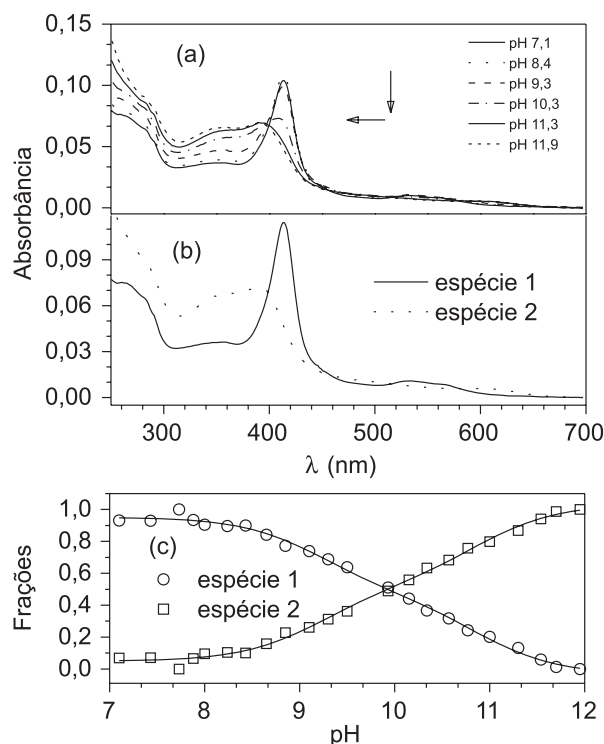 0,15
0,10
0,05
0,00
(a)
pH 7,1
8,4
pH 9,3
pH 10,3
pH 11,3
pH 11,9
Absorbância
0,09
0,06
0,03
0,00
(b)
espécie 1
espécie 2
300 400 500 600 700
λ (nm)
1,0
0,8
0,6
0,4
0,2
0,0
Frações
(c)
espécie 1
espécie 2
7 8 9 10 11 12
pH